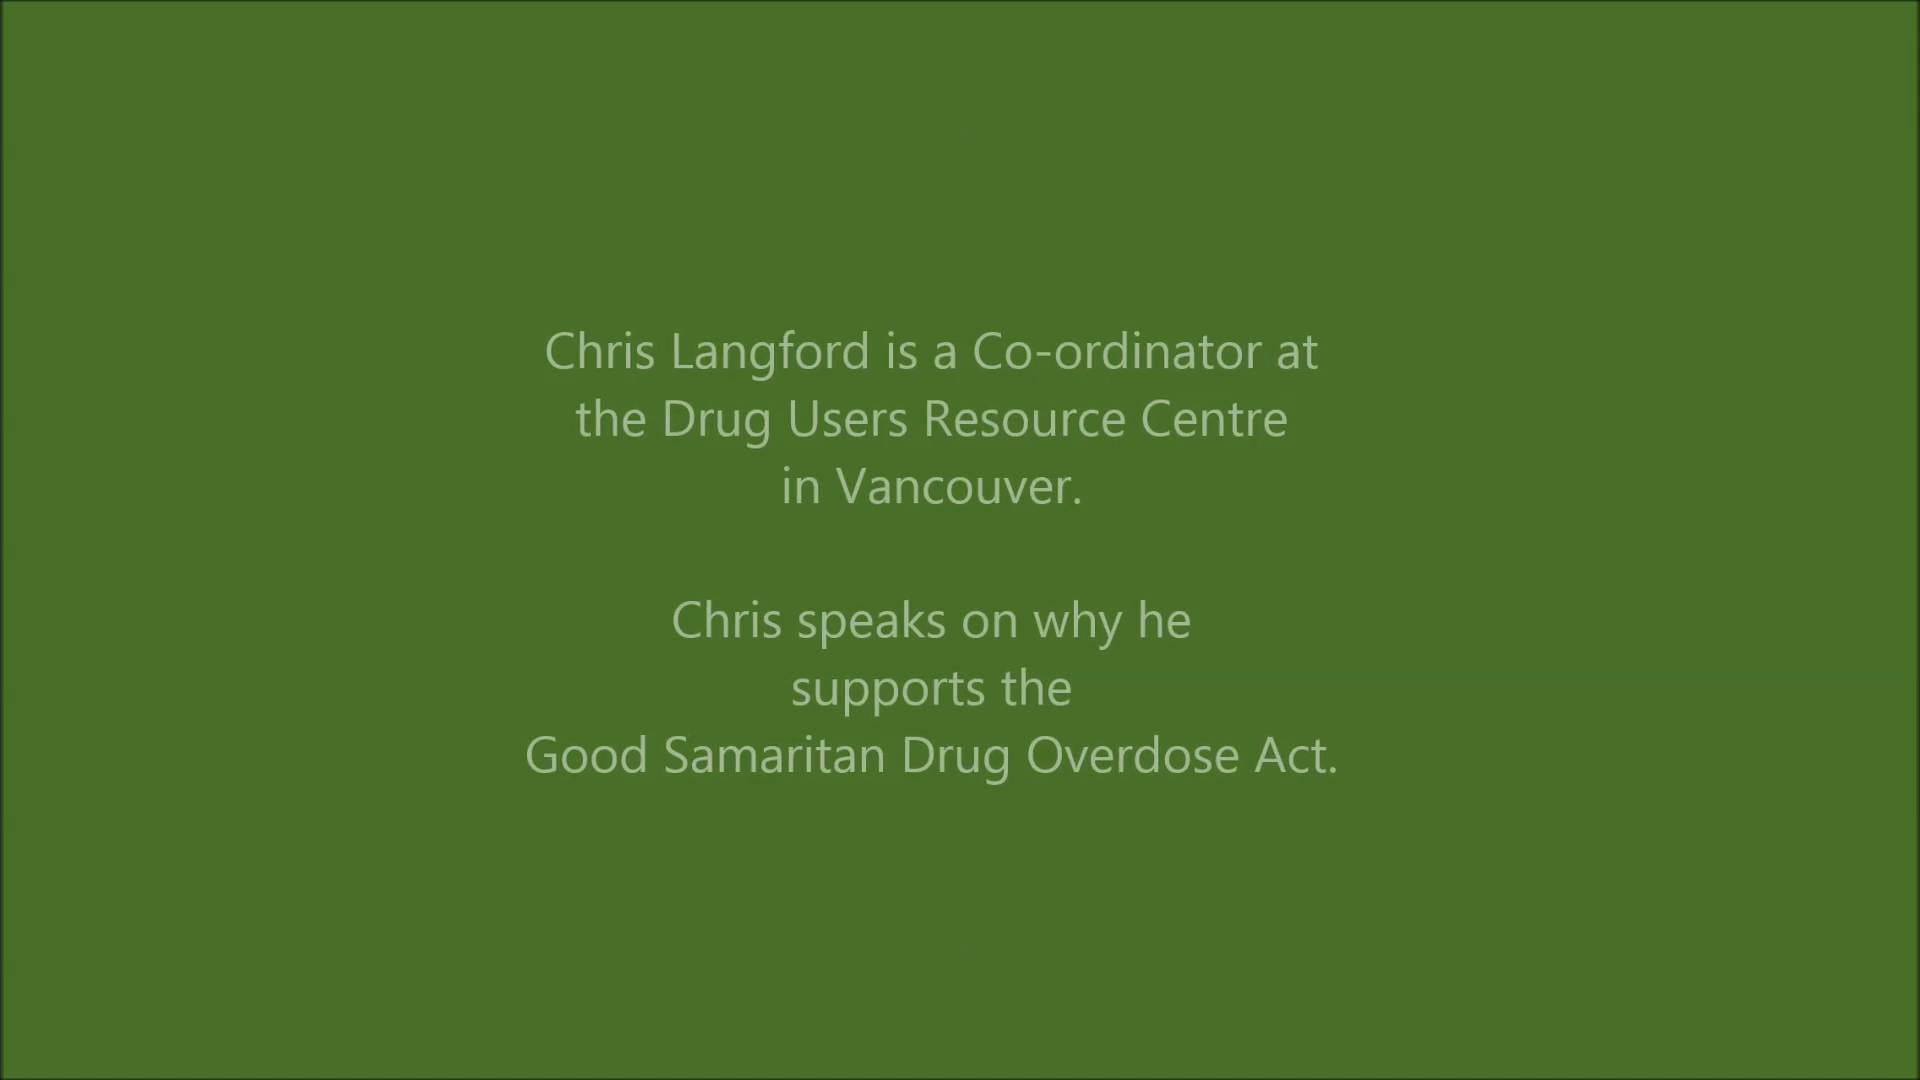 Chris Langford is a Co-ordinator at
the Drug Users Resource Centre
in Vancouver.
Chris speaks on why he
supports the
Good Samaritan Drug Overdose Act.